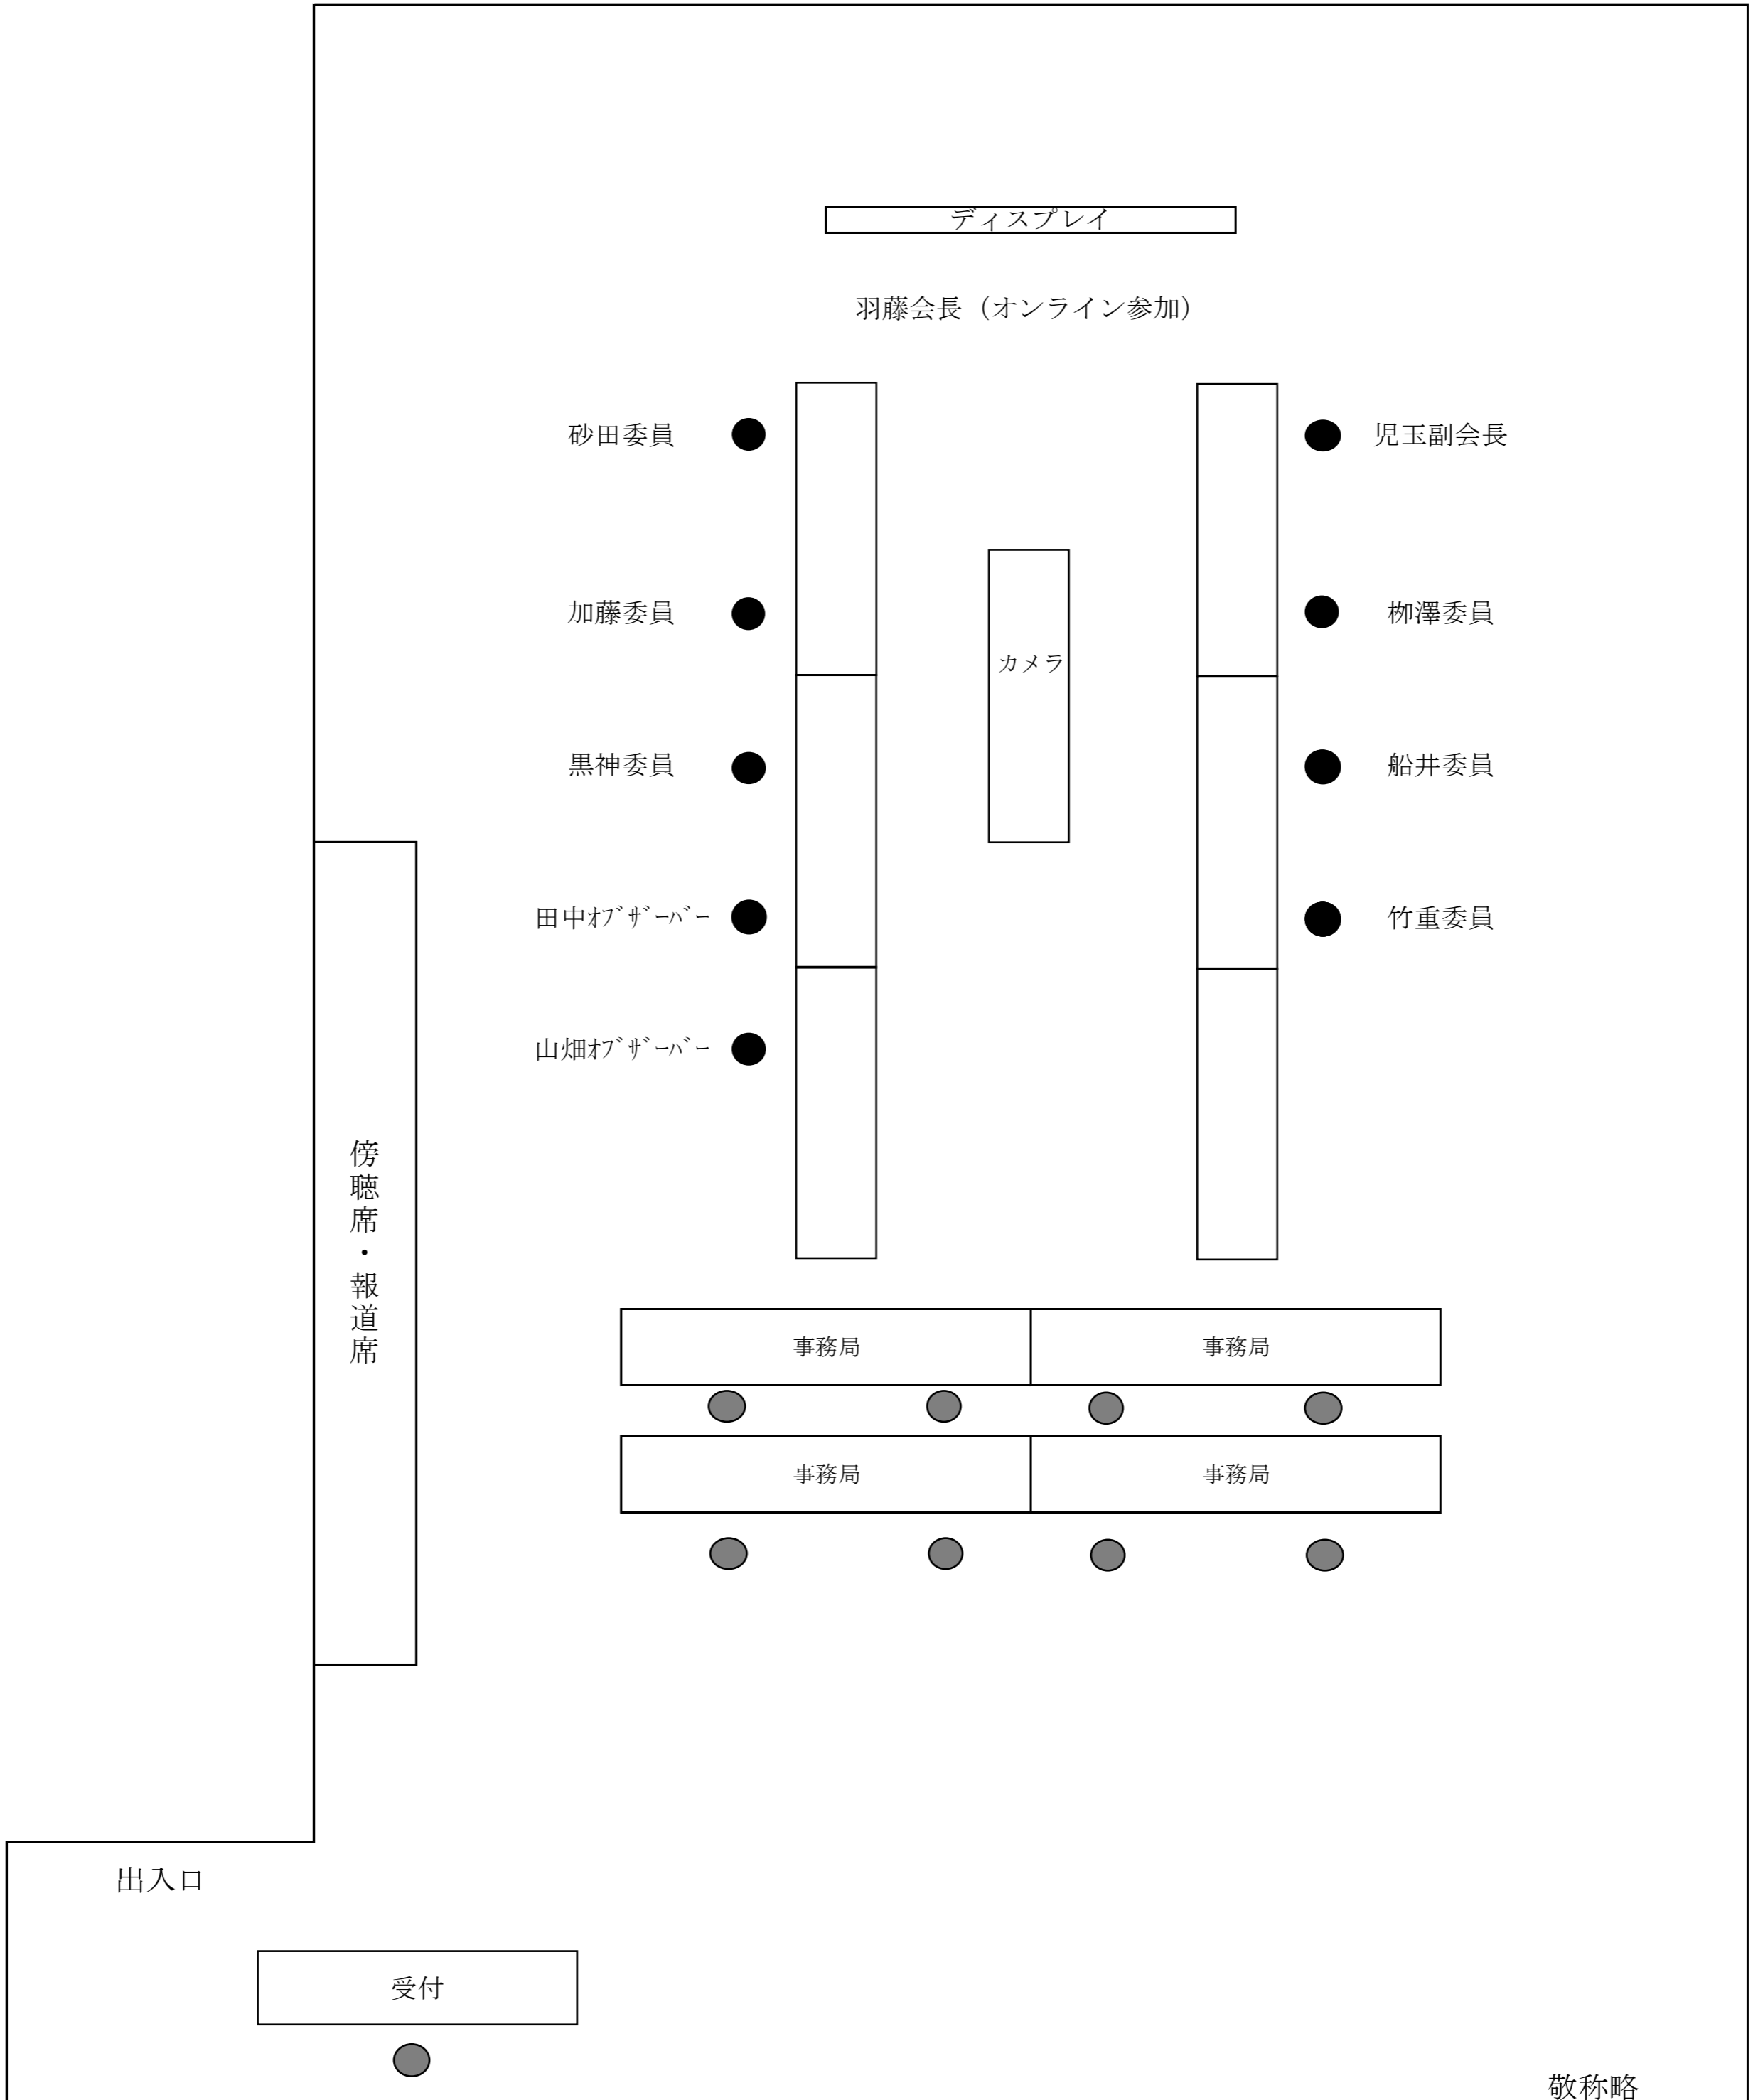 ディスプレイ
羽藤会長（オンライン参加）
砂田委員
児玉副会長
加藤委員
栁澤委員
カメラ
黒神委員
船井委員
田中ｵﾌﾞｻﾞｰﾊﾞｰ
竹重委員
山畑ｵﾌﾞｻﾞｰﾊﾞｰ
傍聴席・報道席
事務局
事務局
事務局
事務局
出入口
受付
敬称略